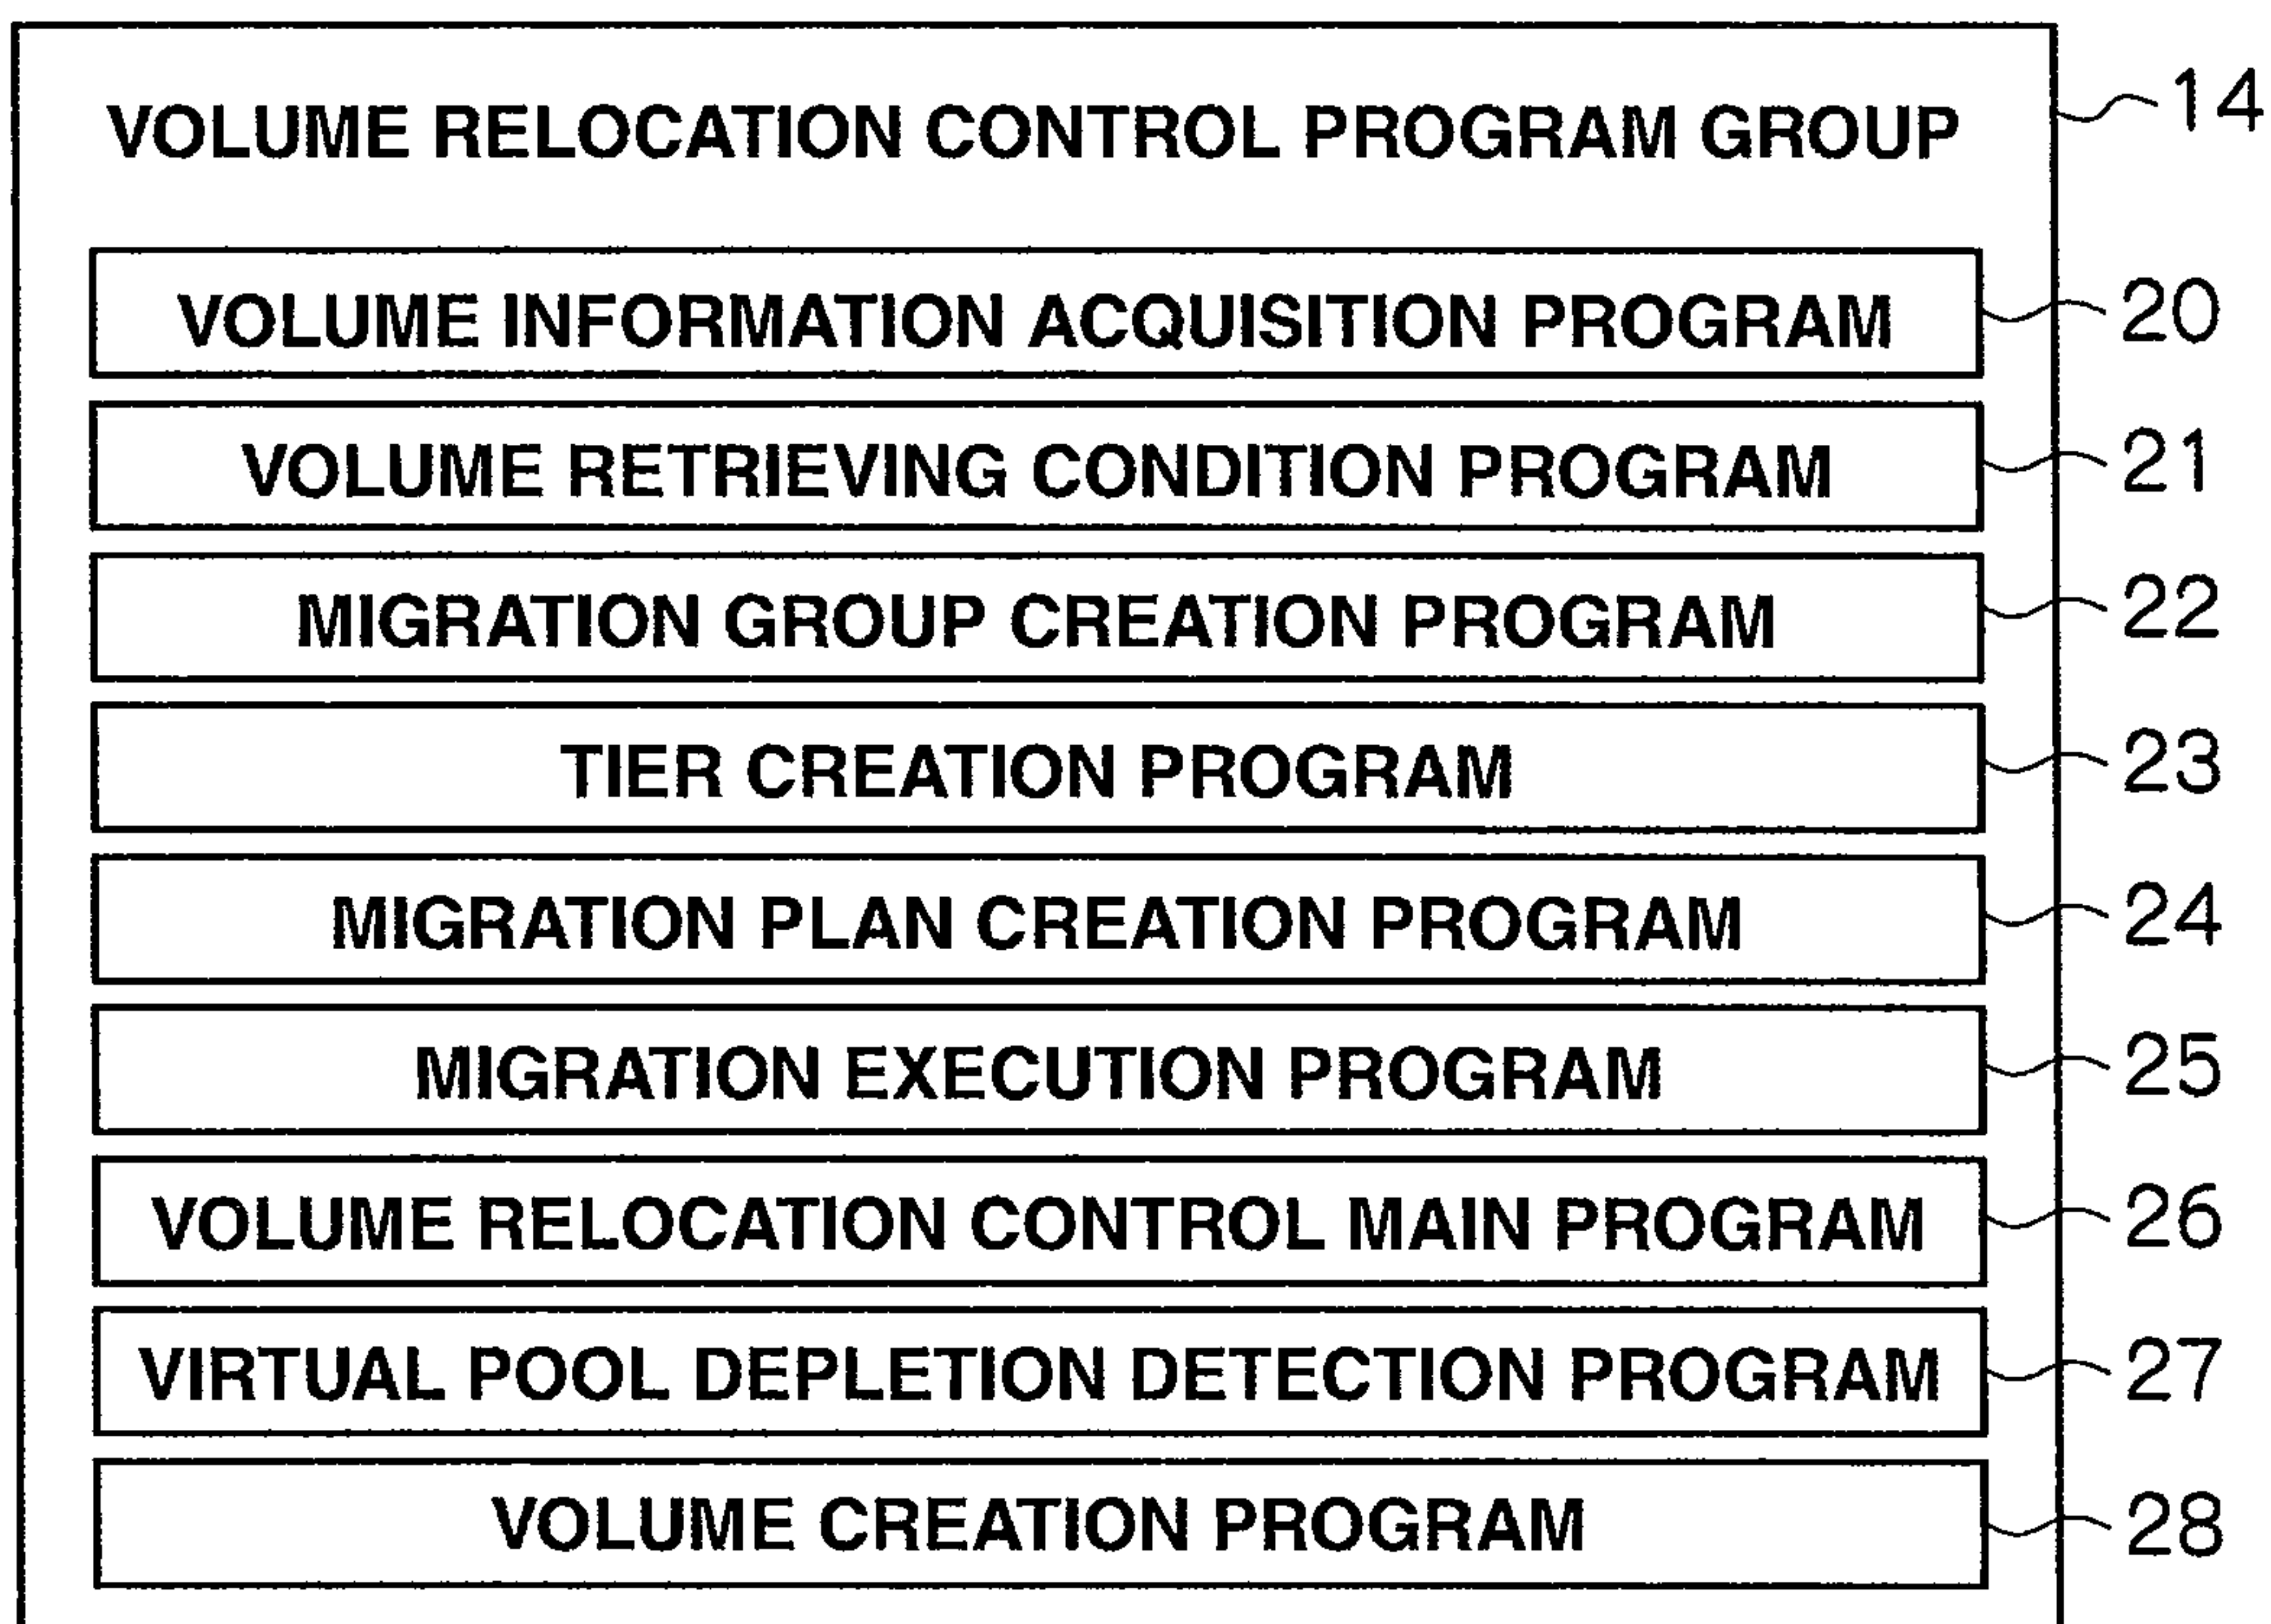 VOLUME RELOCATION CONTROL PROGRAM GROUP 14
VOLUME INFORMATION ACQUISITION PROGRAM 20
VOLUME RETRIEVING CONDITION PROGRAM 21
MIGRATION GROUP CREATION PROGRAM 22
TIER CREATION PROGRAM 23
MIGRATION PLAN CREATION PROGRAM 24
MIGRATION EXECUTION PROGRAM 25
VOLUME RELOCATION CONTROL MAIN PROGRAM 26
VIRTUAL POOL DEPLETION DETECTION PROGRAM 27
VOLUME CREATION PROGRAM 28